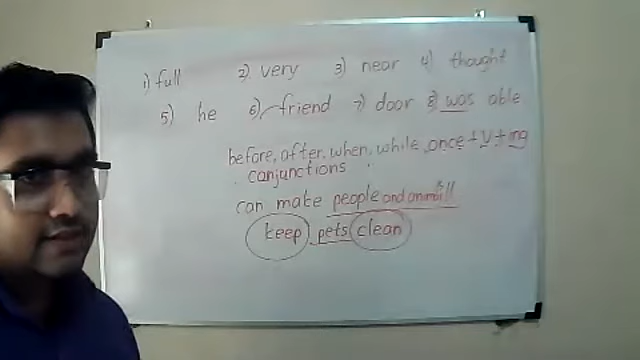 1) full 2) very 3) near 4) thought
5) he 6) friend 7) door 8) was able
before, after, when, while, once + V + ing
conjunctions
can make people and animals
keep pets clean